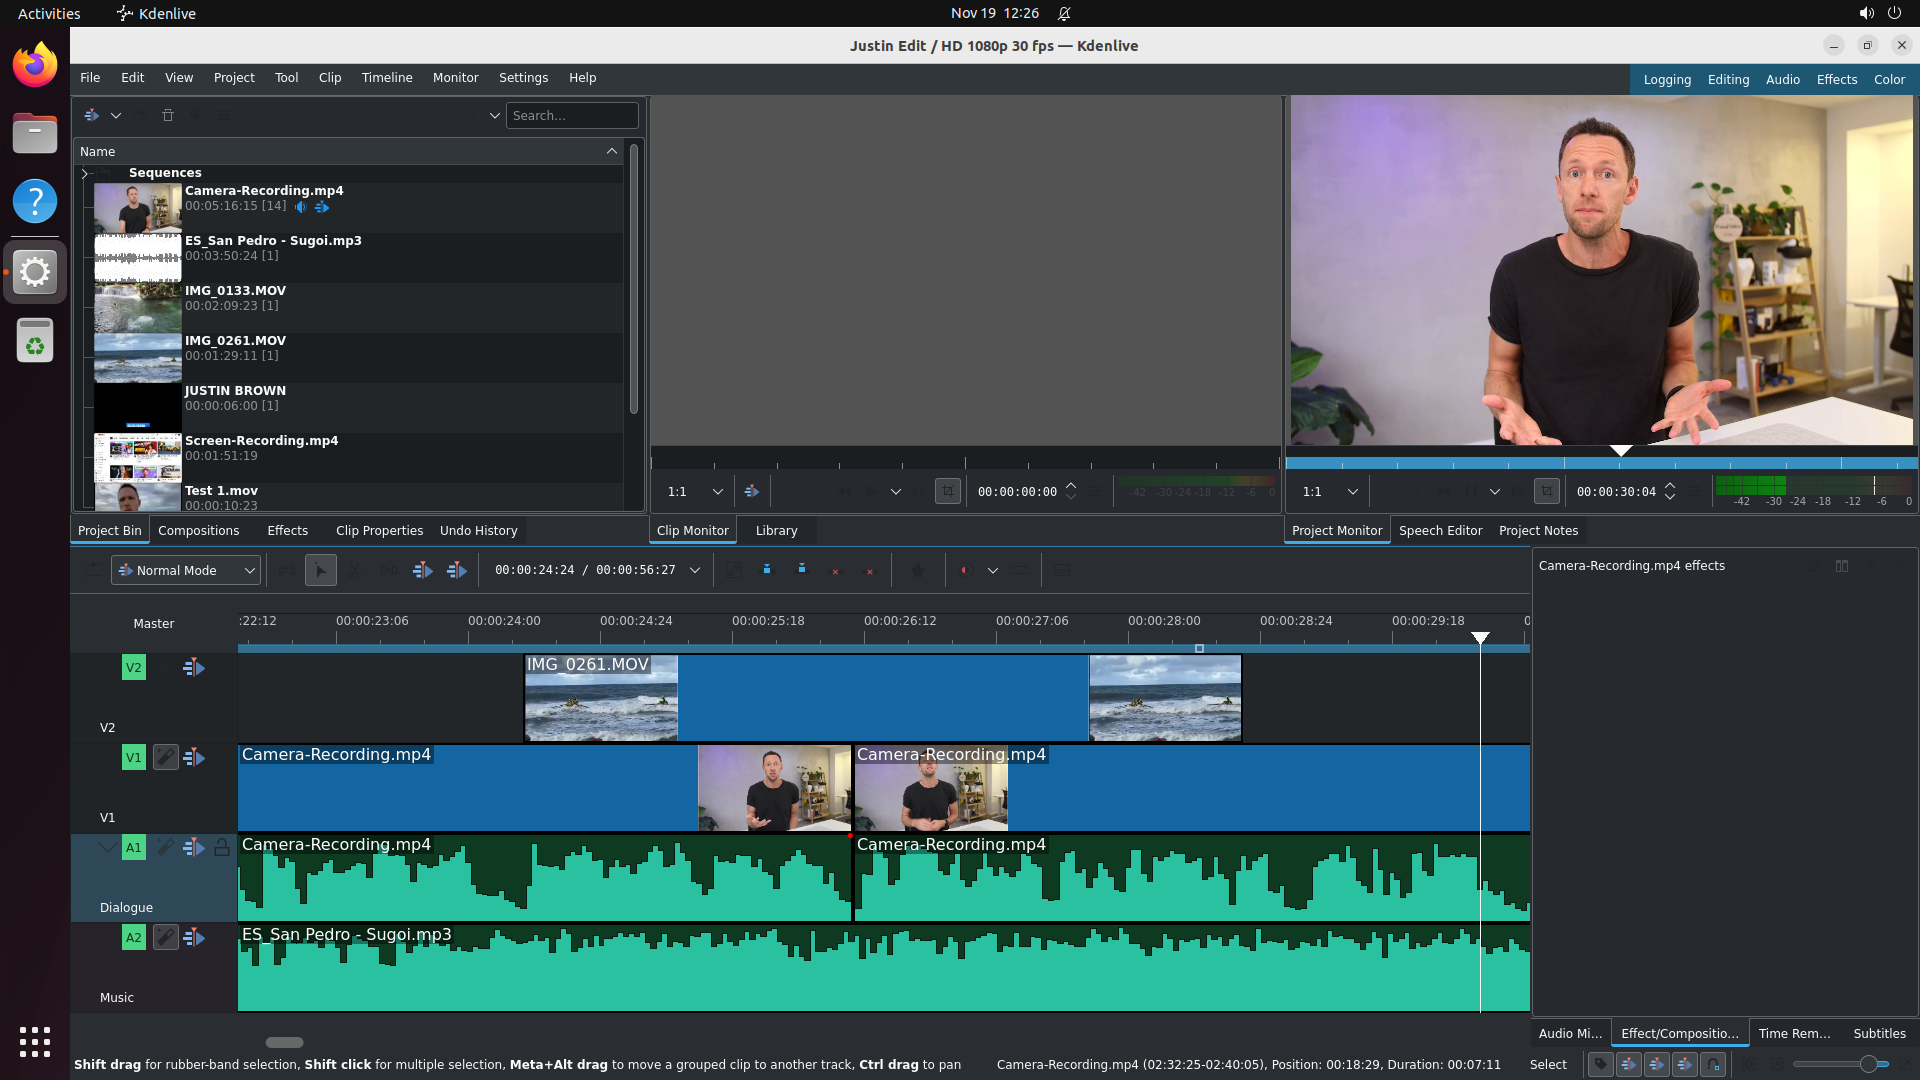 Activities Kdenlive Nov 19 12:26
Justin Edit / HD 1080p 30 fps — Kdenlive
File Edit View Project Tool Clip Timeline Monitor Settings Help Logging Editing Audio Effects Color
Search...
Name
Sequences
Camera-Recording.mp4
00:05:16:15 [14]
ES_San Pedro - Sugoi.mp3
00:03:50:24 [1]
IMG_0133.MOV
00:02:09:23 [1]
IMG_0261.MOV
00:01:29:11 [1]
JUSTIN BROWN
00:00:06:00 [1]
Screen-Recording.mp4
00:01:51:19
Test 1.mov
00:00:10:23
1:1 00:00:00:00 -42 -30 -24 -18 -12 -6 0
1:1 00:00:30:04 -42 -30 -24 -18 -12 -6 0
Project Bin Compositions Effects Clip Properties Undo History Clip Monitor Library Project Monitor Speech Editor Project Notes
Normal Mode 00:00:24:24 / 00:00:56:27
Camera-Recording.mp4 effects
Master :22:12 00:00:23:06 00:00:24:00 00:00:24:24 00:00:25:18 00:00:26:12 00:00:27:06 00:00:28:00 00:00:28:24 00:00:29:18 0
V2 IMG_0261.MOV
V2
V1 Camera-Recording.mp4 Camera-Recording.mp4
V1
A1 Camera-Recording.mp4 Camera-Recording.mp4
Dialogue
A2 ES_San Pedro - Sugoi.mp3
Music
Audio Mi... Effect/Compositio... Time Rem... Subtitles
Shift drag for rubber-band selection, Shift click for multiple selection, Meta+Alt drag to move a grouped clip to another track, Ctrl drag to pan Camera-Recording.mp4 (02:32:25-02:40:05), Position: 00:18:29, Duration: 00:07:11 Select